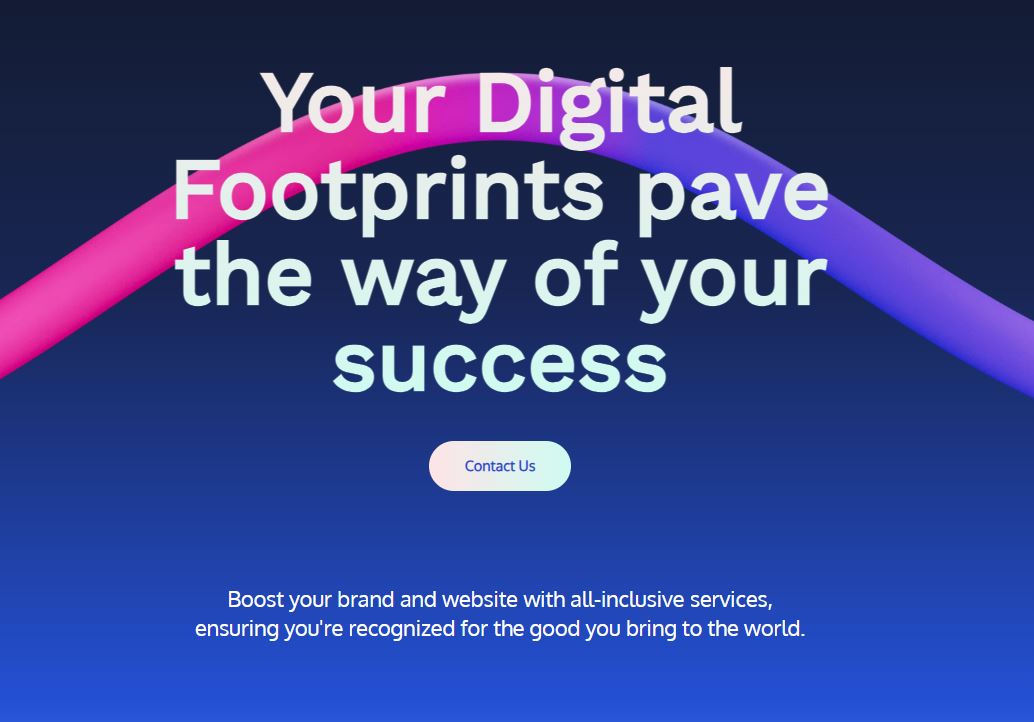 Your Digital
Footprints pave
the way of your
success
Contact Us
Boost your brand and website with all-inclusive services,
ensuring you're recognized for the good you bring to the world.